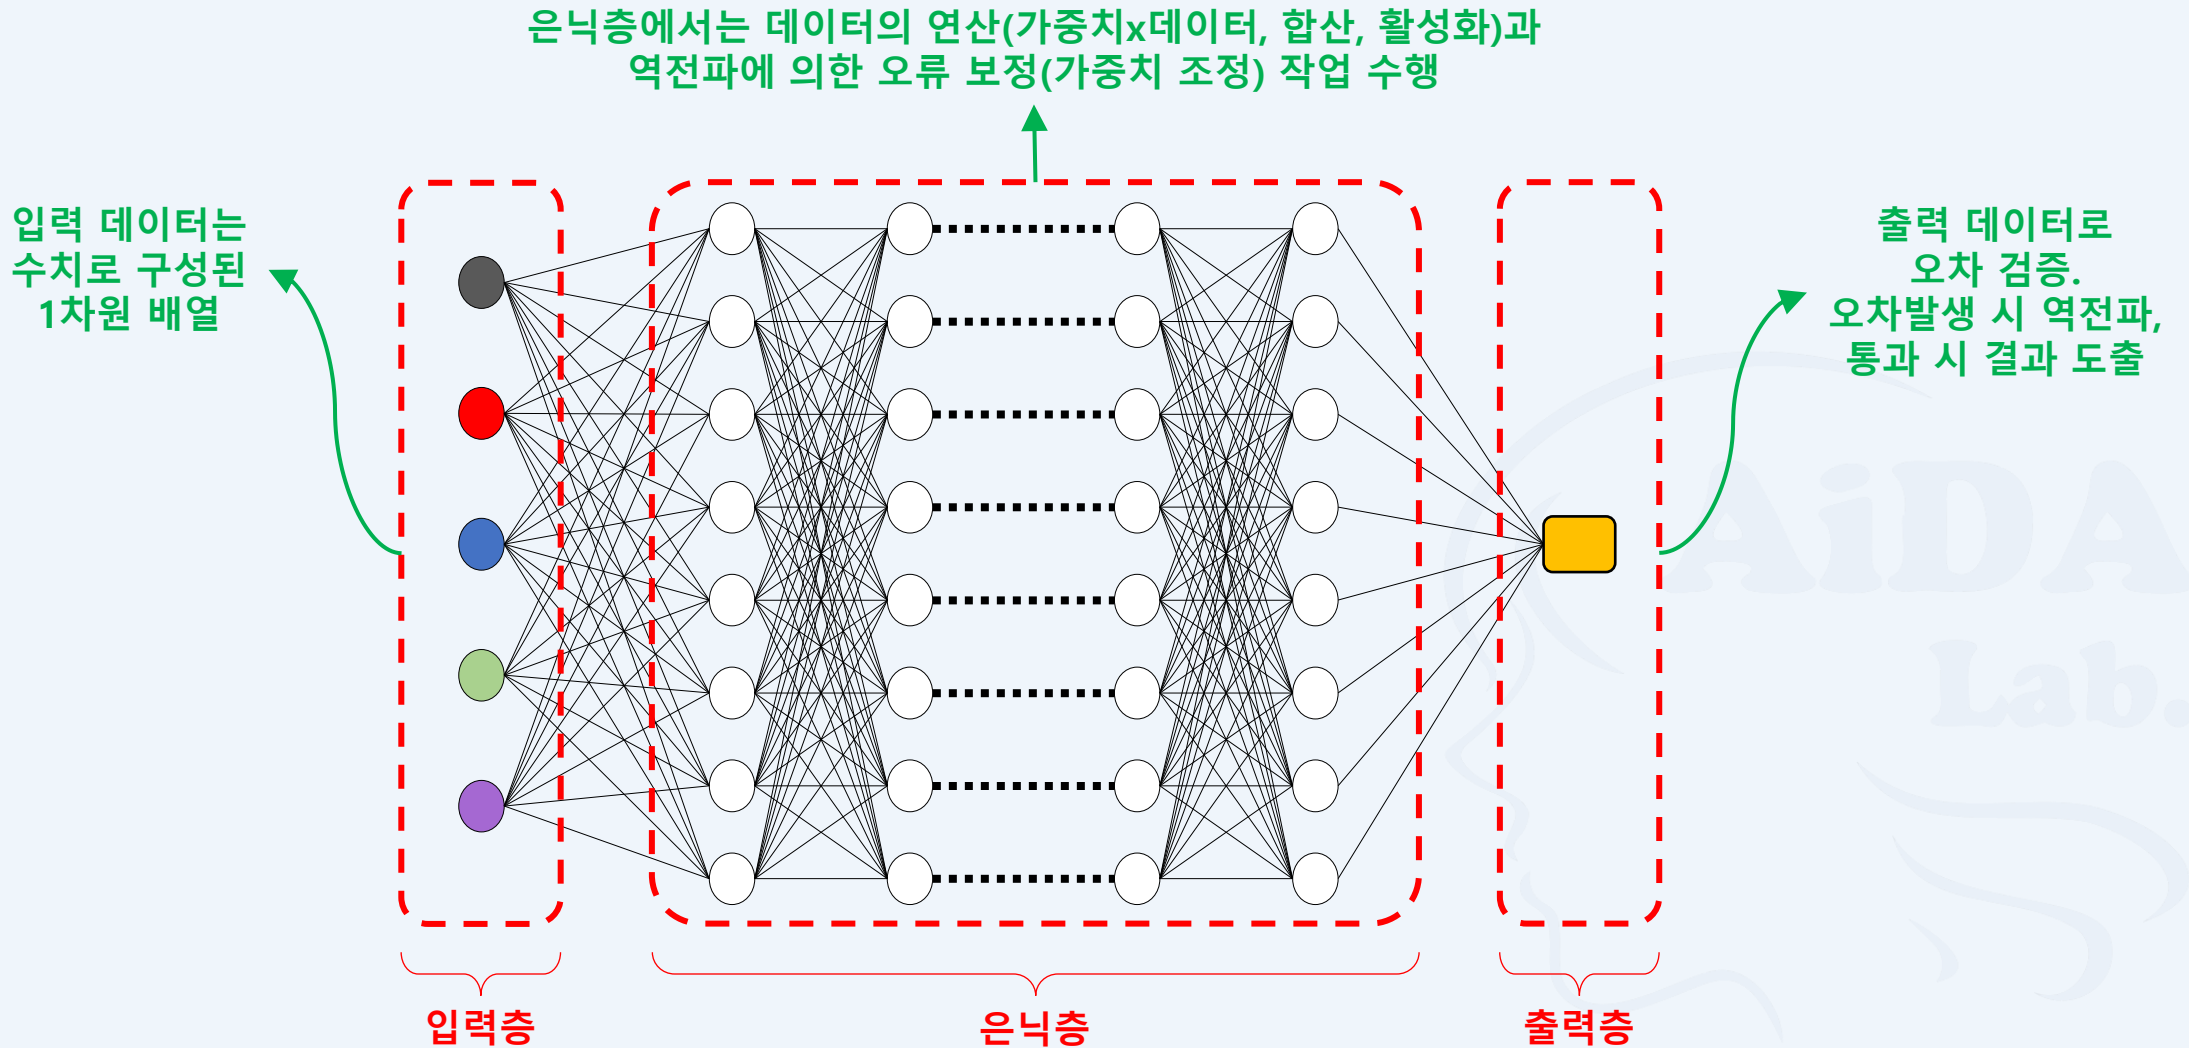 은닉층에서는 데이터의 연산(가중치x데이터, 합산, 활성화)과
역전파에 의한 오류 보정(가중치 조정) 작업 수행
입력 데이터는
수치로 구성된
1차원 배열
출력 데이터로
오차 검증.
오차발생 시 역전파,
통과 시 결과 도출
AiDA
Lab.
입력층
은닉층
출력층